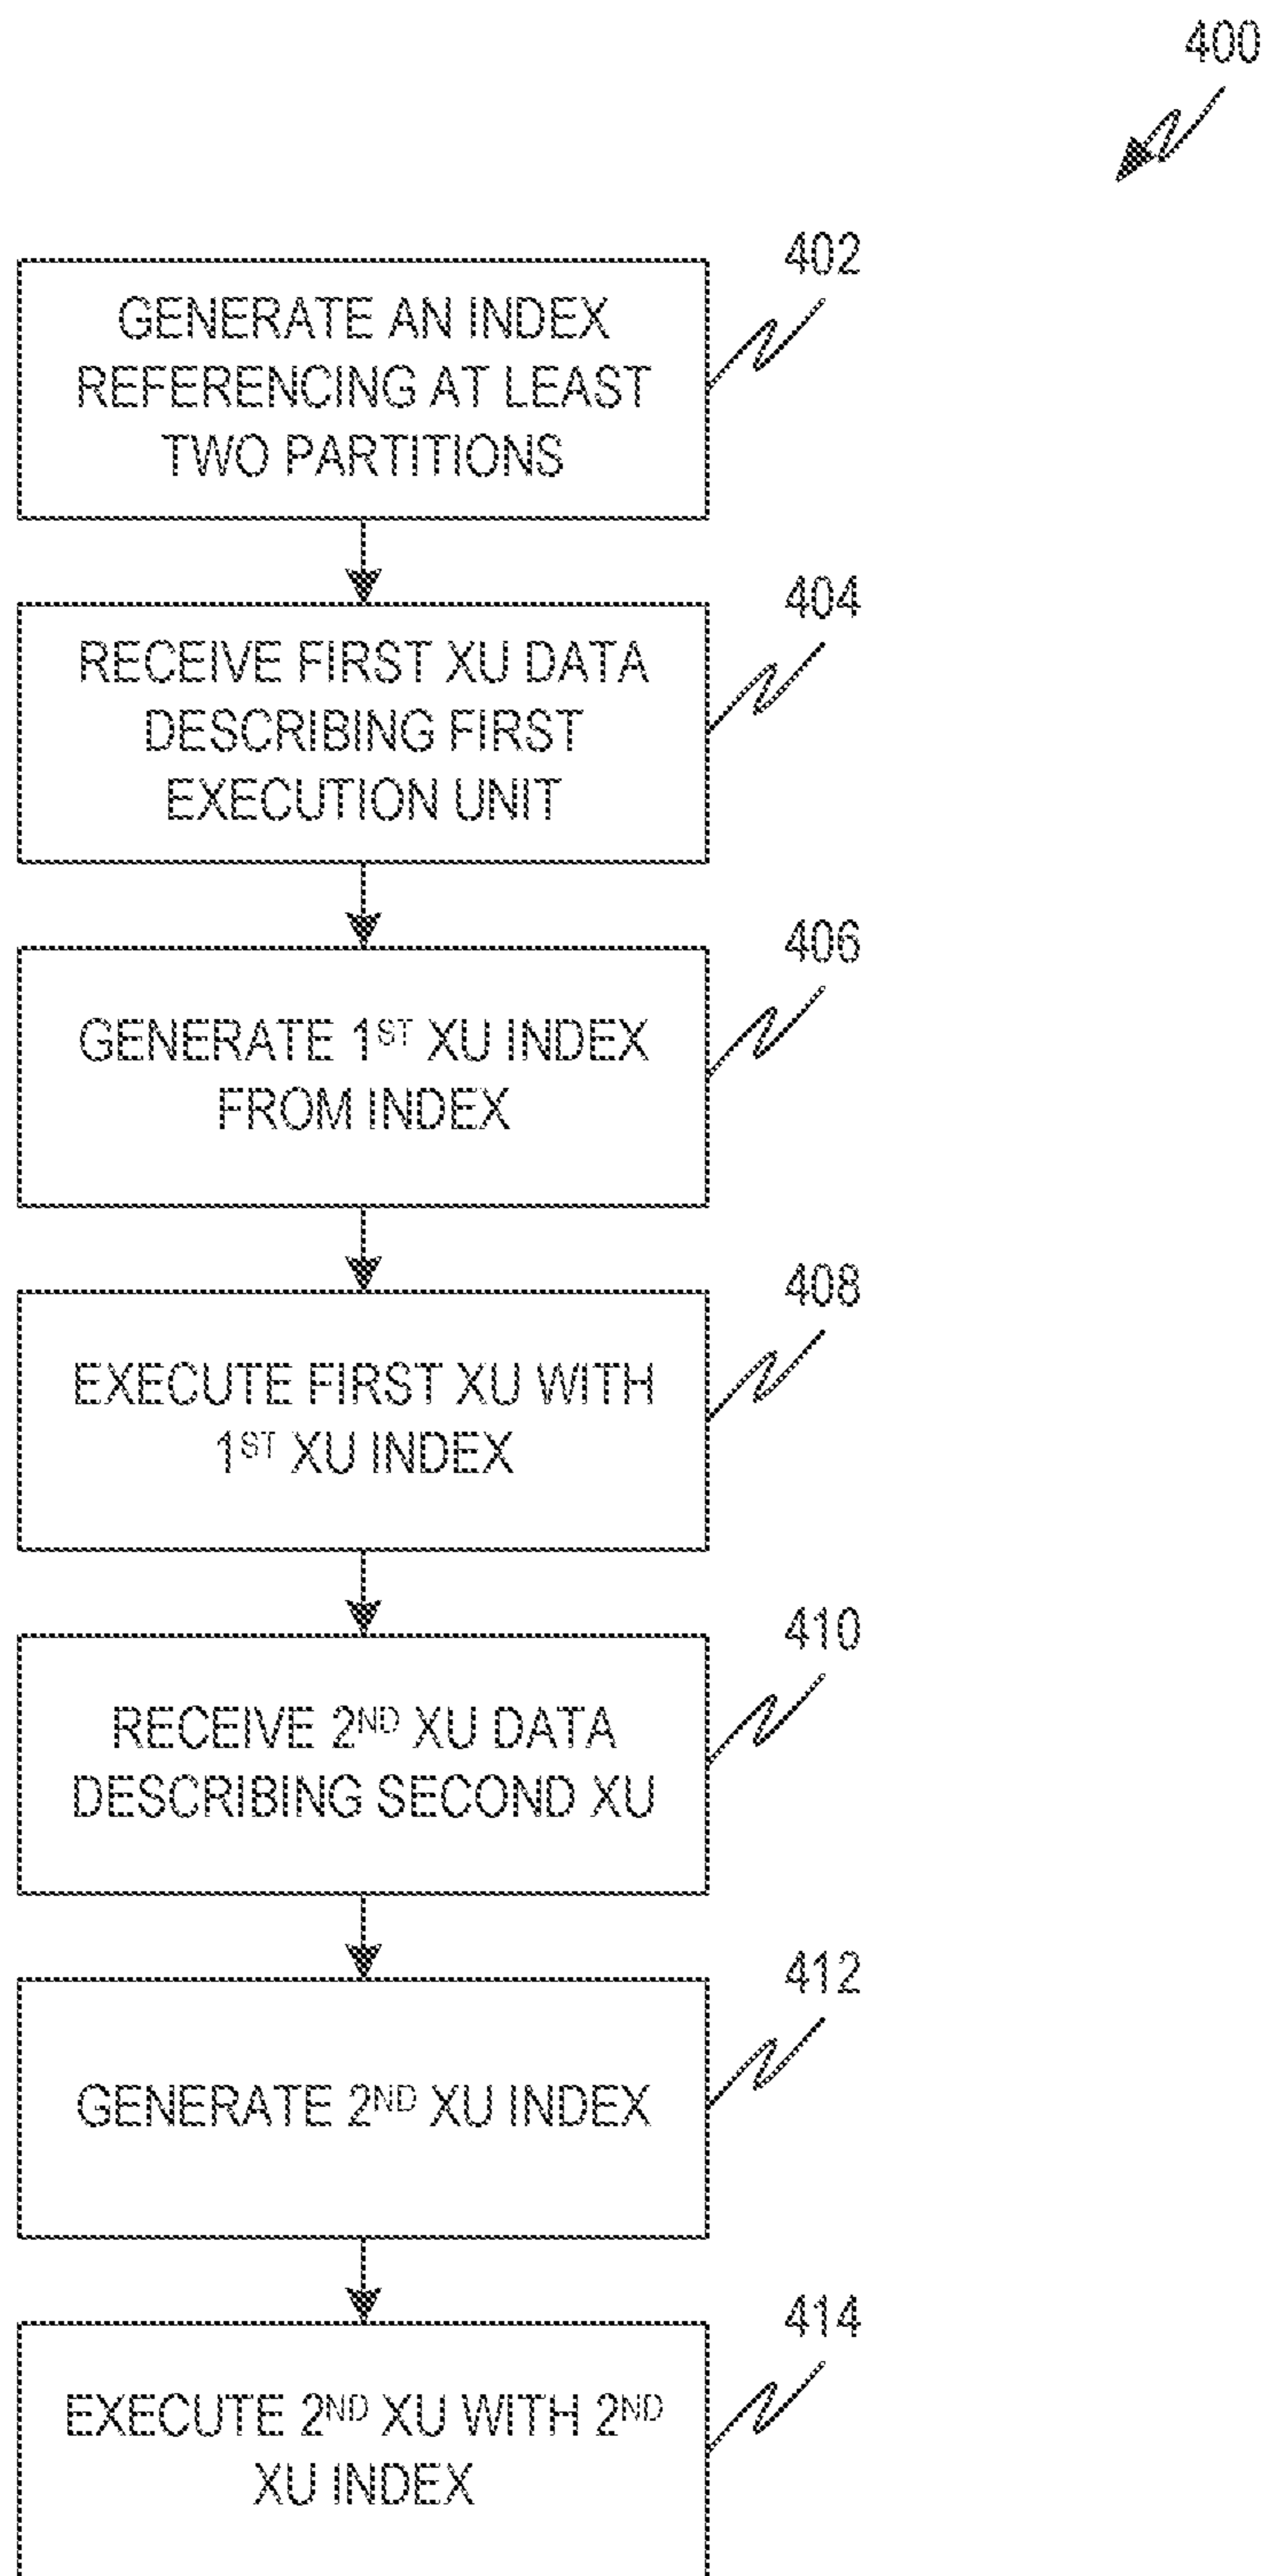 400
402
GENERATE AN INDEX
REFERENCING AT LEAST
TWO PARTITIONS
404
RECEIVE FIRST XU DATA
DESCRIBING FIRST
EXECUTION UNIT
406
GENERATE 1ST XU INDEX
FROM INDEX
408
EXECUTE FIRST XU WITH
1ST XU INDEX
410
RECEIVE 2ND XU DATA
DESCRIBING SECOND XU
412
GENERATE 2ND XU INDEX
414
EXECUTE 2ND XU WITH 2ND
XU INDEX